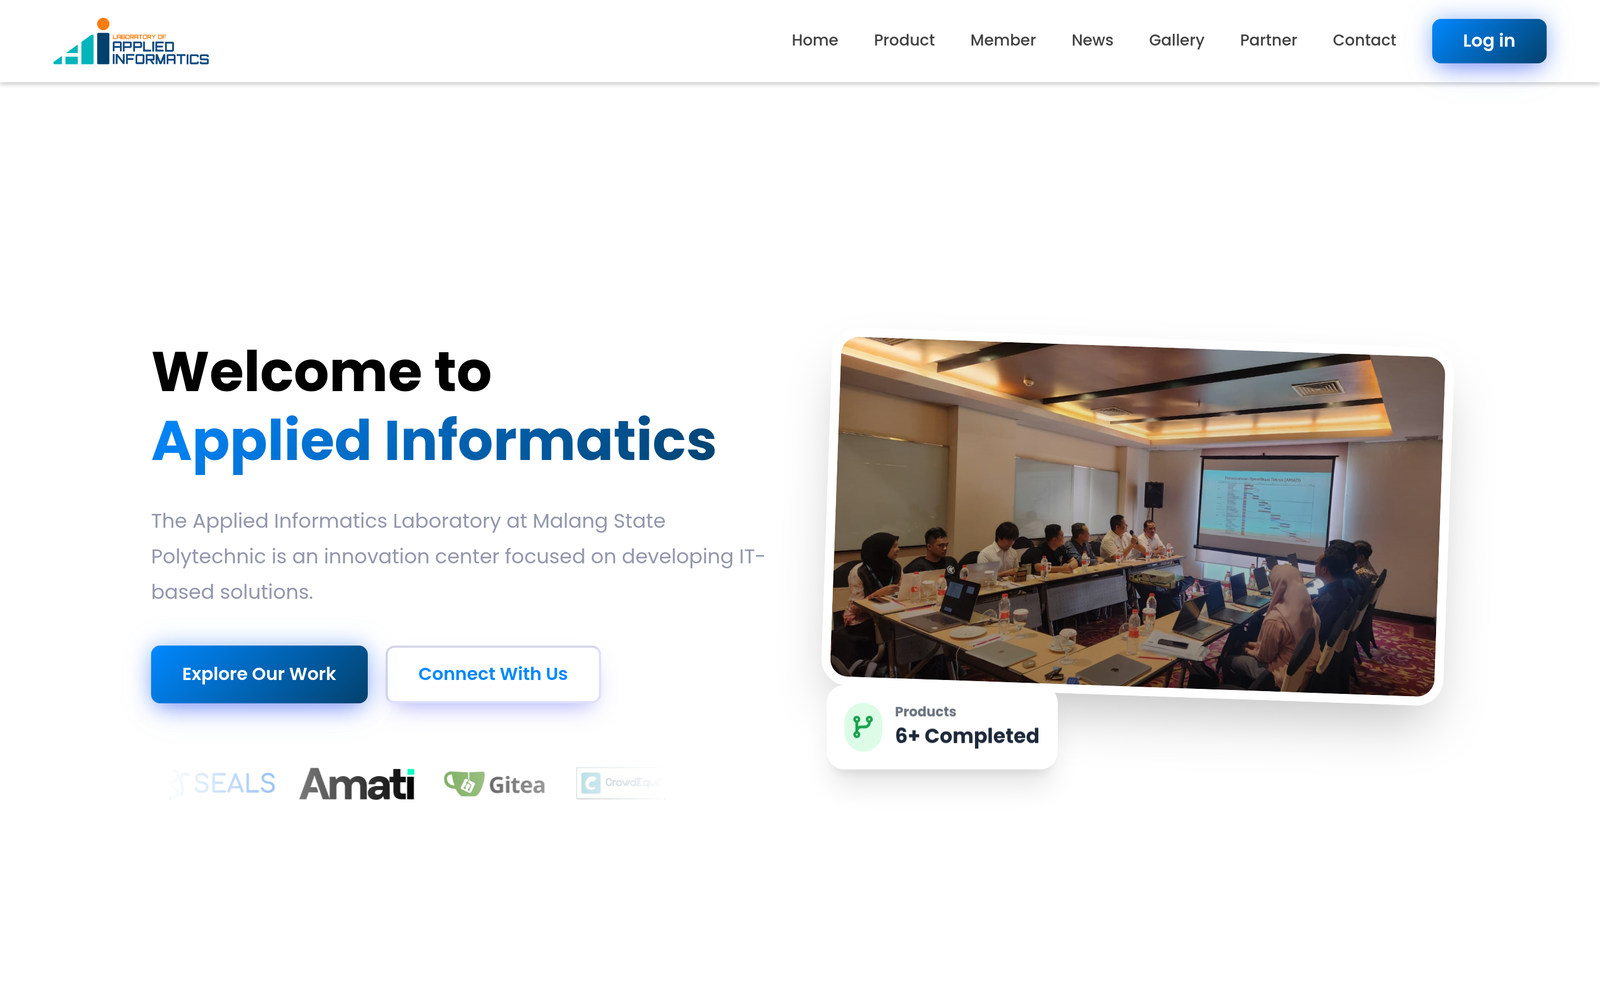 LABORATORY OF
APPLIED
INFORMATICS
Home Product Member News Gallery Partner Contact Log in
Welcome to
Applied Informatics
The Applied Informatics Laboratory at Malang State
Polytechnic is an innovation center focused on developing IT-
based solutions.
Explore Our Work Connect With Us
Products
6+ Completed
SEALS Amati Gitea